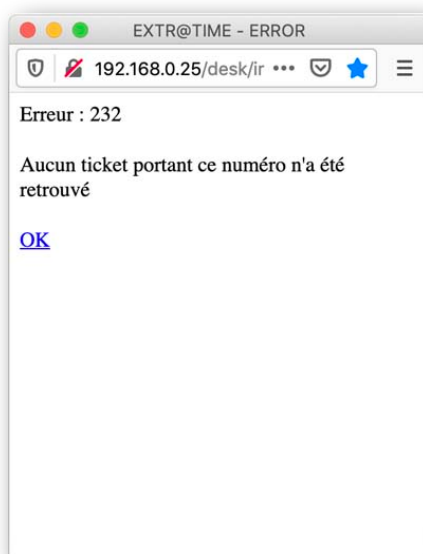 EXTR@TIME - ERROR
192.168.0.25/desk/ir
Erreur : 232
Aucun ticket portant ce numéro n'a été
retrouvé
OK